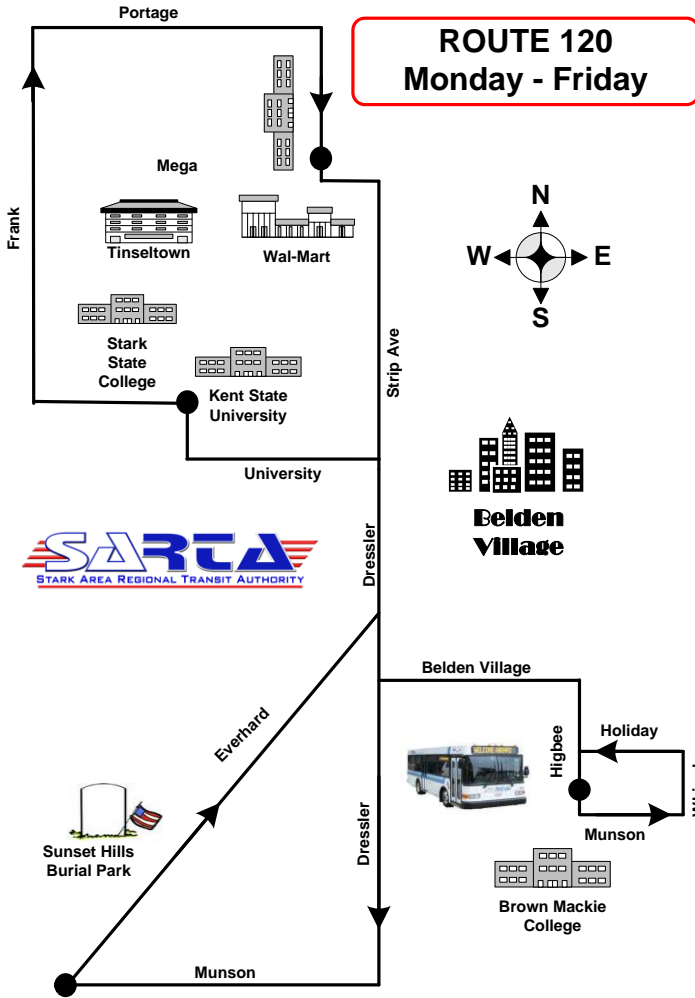 Portage
ROUTE 120
Monday - Friday
Mega
N
W
E
S
Frank
Tinseltown
Wal-Mart
Stark
State
College
Kent State
University
Strip Ave
University
Belden
Village
SARTA
STARK AREA REGIONAL TRANSIT AUTHORITY
Dressler
Belden Village
Everhard
Higbee
Holiday
WELCOME ABOARD
Munson
Dressler
Sunset Hills
Burial Park
Brown Mackie
College
Munson